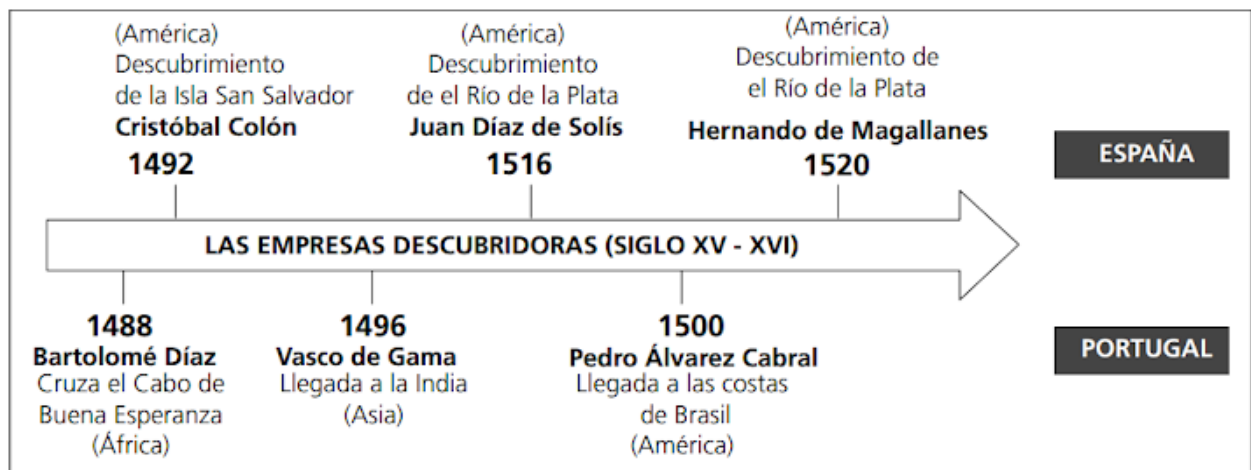 (América)
Descubrimiento
de la Isla San Salvador
Cristóbal Colón
1492
(América)
Descubrimiento
de el Río de la Plata
Juan Díaz de Solís
1516
(América)
Descubrimiento de
el Río de la Plata
Hernando de Magallanes
1520
ESPAÑA
LAS EMPRESAS DESCUBRIDORAS (SIGLO XV - XVI)
1488
Bartolomé Díaz
Cruza el Cabo de
Buena Esperanza
(África)
1496
Vasco de Gama
Llegada a la India
(Asia)
1500
Pedro Álvarez Cabral
Llegada a las costas
de Brasil
(América)
PORTUGAL